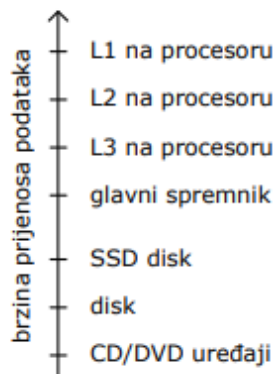 brzina prijenosa podataka
L1 na procesoru
L2 na procesoru
L3 na procesoru
glavni spremnik
SSD disk
disk
CD/DVD uređaji